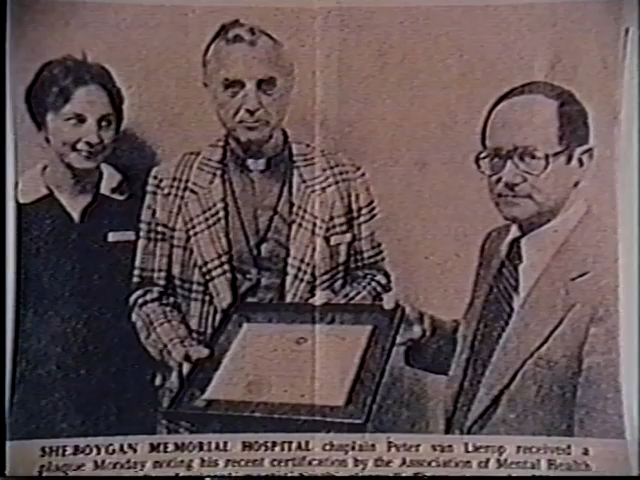 SHEBOYGAN MEMORIAL HOSPITAL chaplain Peter van Lierop received a
plaque Monday noting his recent certification by the Association of Mental Health